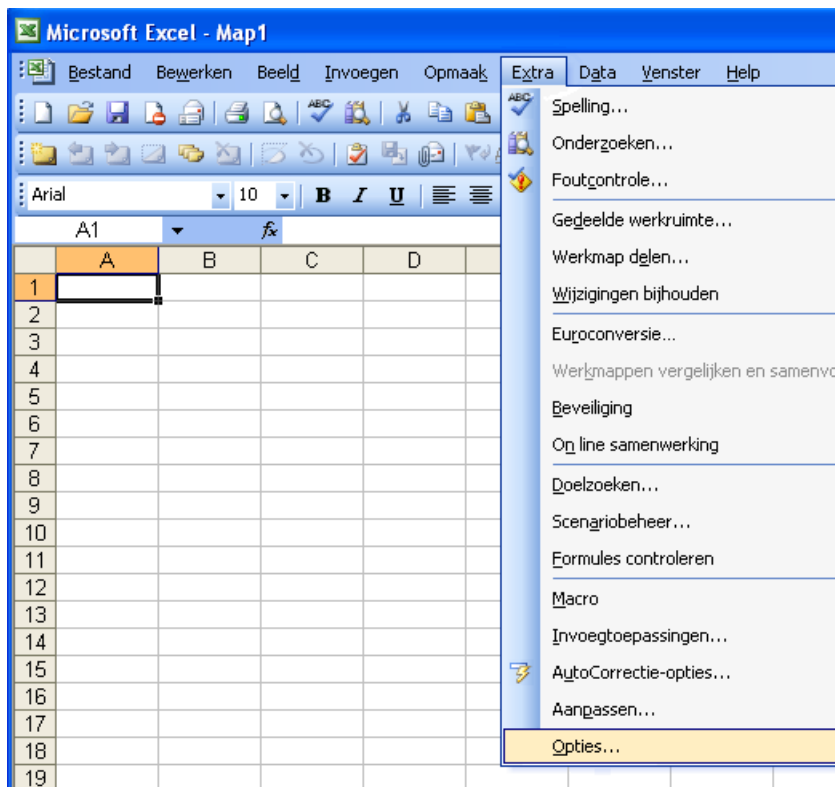 Microsoft Excel - Map1
Bestand Bewerken Beeld Invoegen Opmaak Extra Data Venster Help
Arial 10 B I U
A1 fx
A B C D
1
2
3
4
5
6
7
8
9
10
11
12
13
14
15
16
17
18
19
ABC Spelling...
Onderzoeken...
Foutcontrole...
Gedeelde werkruimte...
Werkmap delen...
Wijzigingen bijhouden
Euroconversie...
Werkmappen vergelijken en samenvo
Beveiliging
On line samenwerking
Doelzoeken...
Scenariobeheer...
Formules controleren
Macro
Invoegtoepassingen...
AutoCorrectie-opties...
Aanpassen...
Opties...